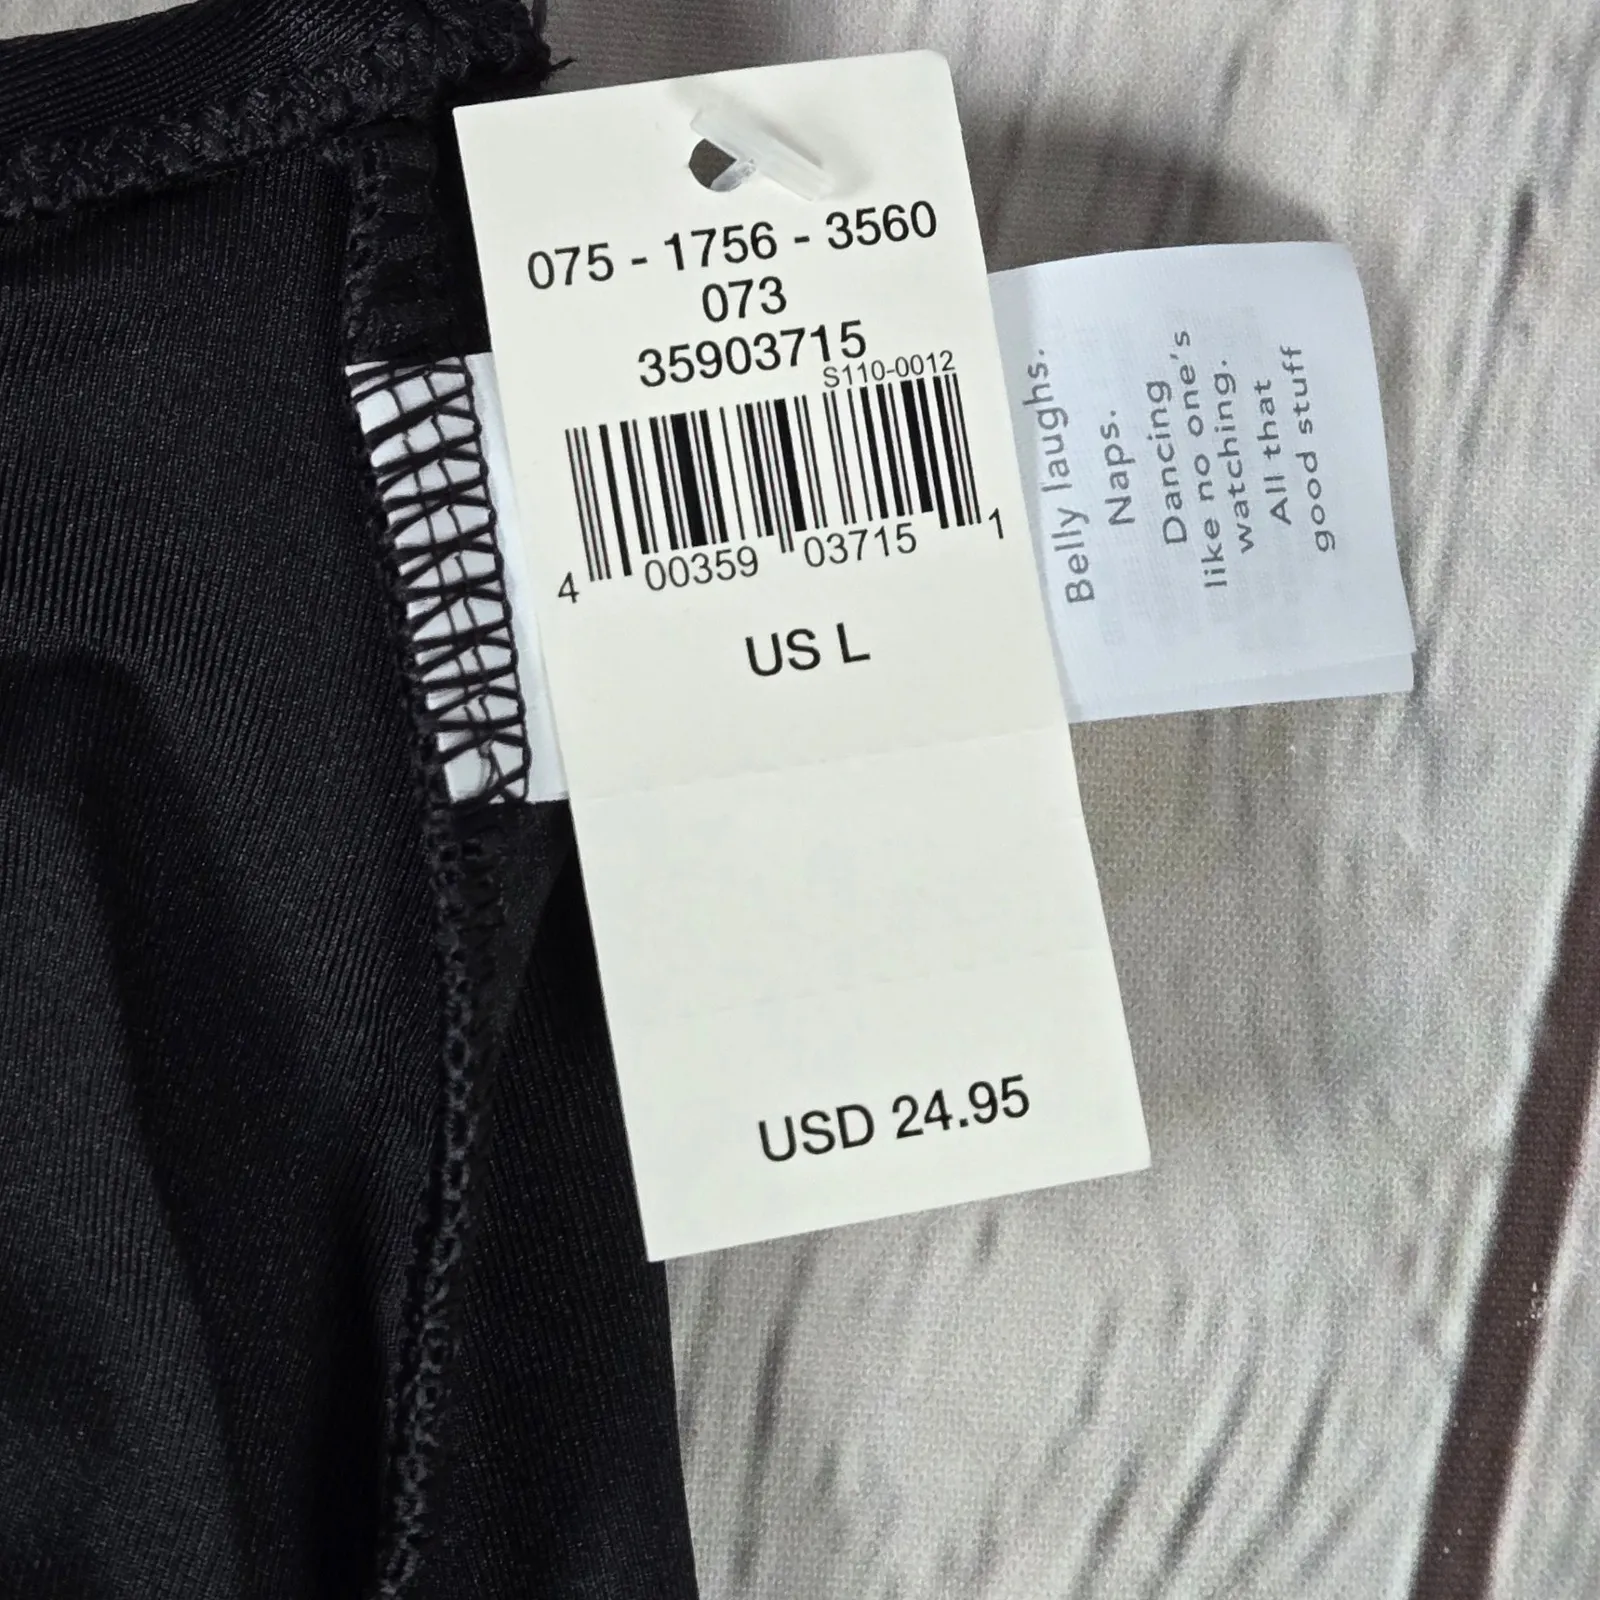 075 - 1756 - 3560
073
35903715
S110-0012
4 00359 03715 1
US L
USD 24.95
Belly laughs.
Naps.
Dancing
like no one's
watching.
All that
good stuff